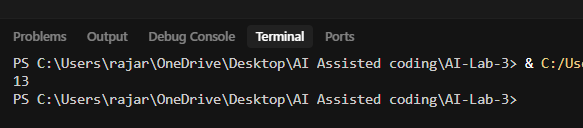 Problems Output Debug Console Terminal Ports
PS C:\Users\rajar\OneDrive\Desktop\AI Assisted coding\AI-Lab-3> & C:/Use
13
PS C:\Users\rajar\OneDrive\Desktop\AI Assisted coding\AI-Lab-3>